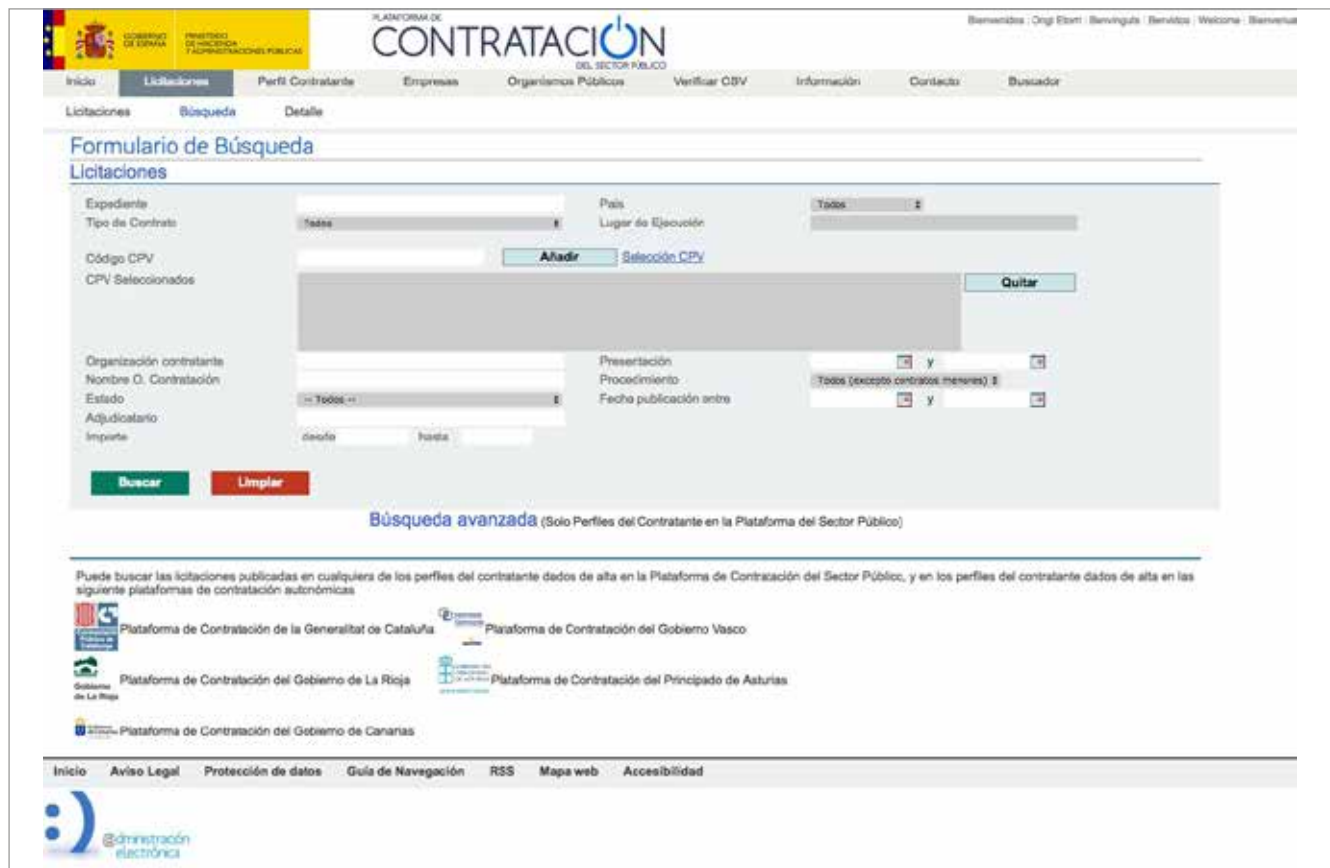 GOBIERNO DE ESPAÑA
MINISTERIO DE HACIENDA Y ADMINISTRACIONES PÚBLICAS
PLATAFORMA DE
CONTRATACIÓN
DEL SECTOR PÚBLICO
Bienvenidos | Ongi Etorri | Benvinguts | Benvidos | Welcome | Bienvenue
Inicio Licitaciones Perfil Contratante Empresas Organismos Públicos Verificar CSV Información Contacto Buscador
Licitaciones Búsqueda Detalle
Formulario de Búsqueda
Licitaciones
Expediente País Todos
Tipo de Contrato Todos Lugar de Ejecución
Código CPV Añadir Selección CPV
CPV Seleccionados Quitar
Organización contratante Presentación y
Nombre O. Contratación Procedimiento Todos (excepto contratos menores)
Estado -- Todos -- Fecha publicación entre y
Adjudicatario
Importe desde hasta
Buscar Limpiar
Búsqueda avanzada (Solo Perfiles del Contratante en la Plataforma del Sector Público)
Puede buscar las licitaciones publicadas en cualquiera de los perfiles del contratante dados de alta en la Plataforma de Contratación del Sector Público, y en los perfiles del contratante dados de alta en las
siguiente plataformas de contratación autonómicas
Plataforma de Contratación de la Generalitat de Cataluña Plataforma de Contratación del Gobierno Vasco
Gobierno de La Rioja Plataforma de Contratación del Gobierno de La Rioja Plataforma de Contratación del Principado de Asturias
Plataforma de Contratación del Gobierno de Canarias
Inicio Aviso Legal Protección de datos Guía de Navegación RSS Mapa web Accesibilidad
:)
@dministración
electrónica